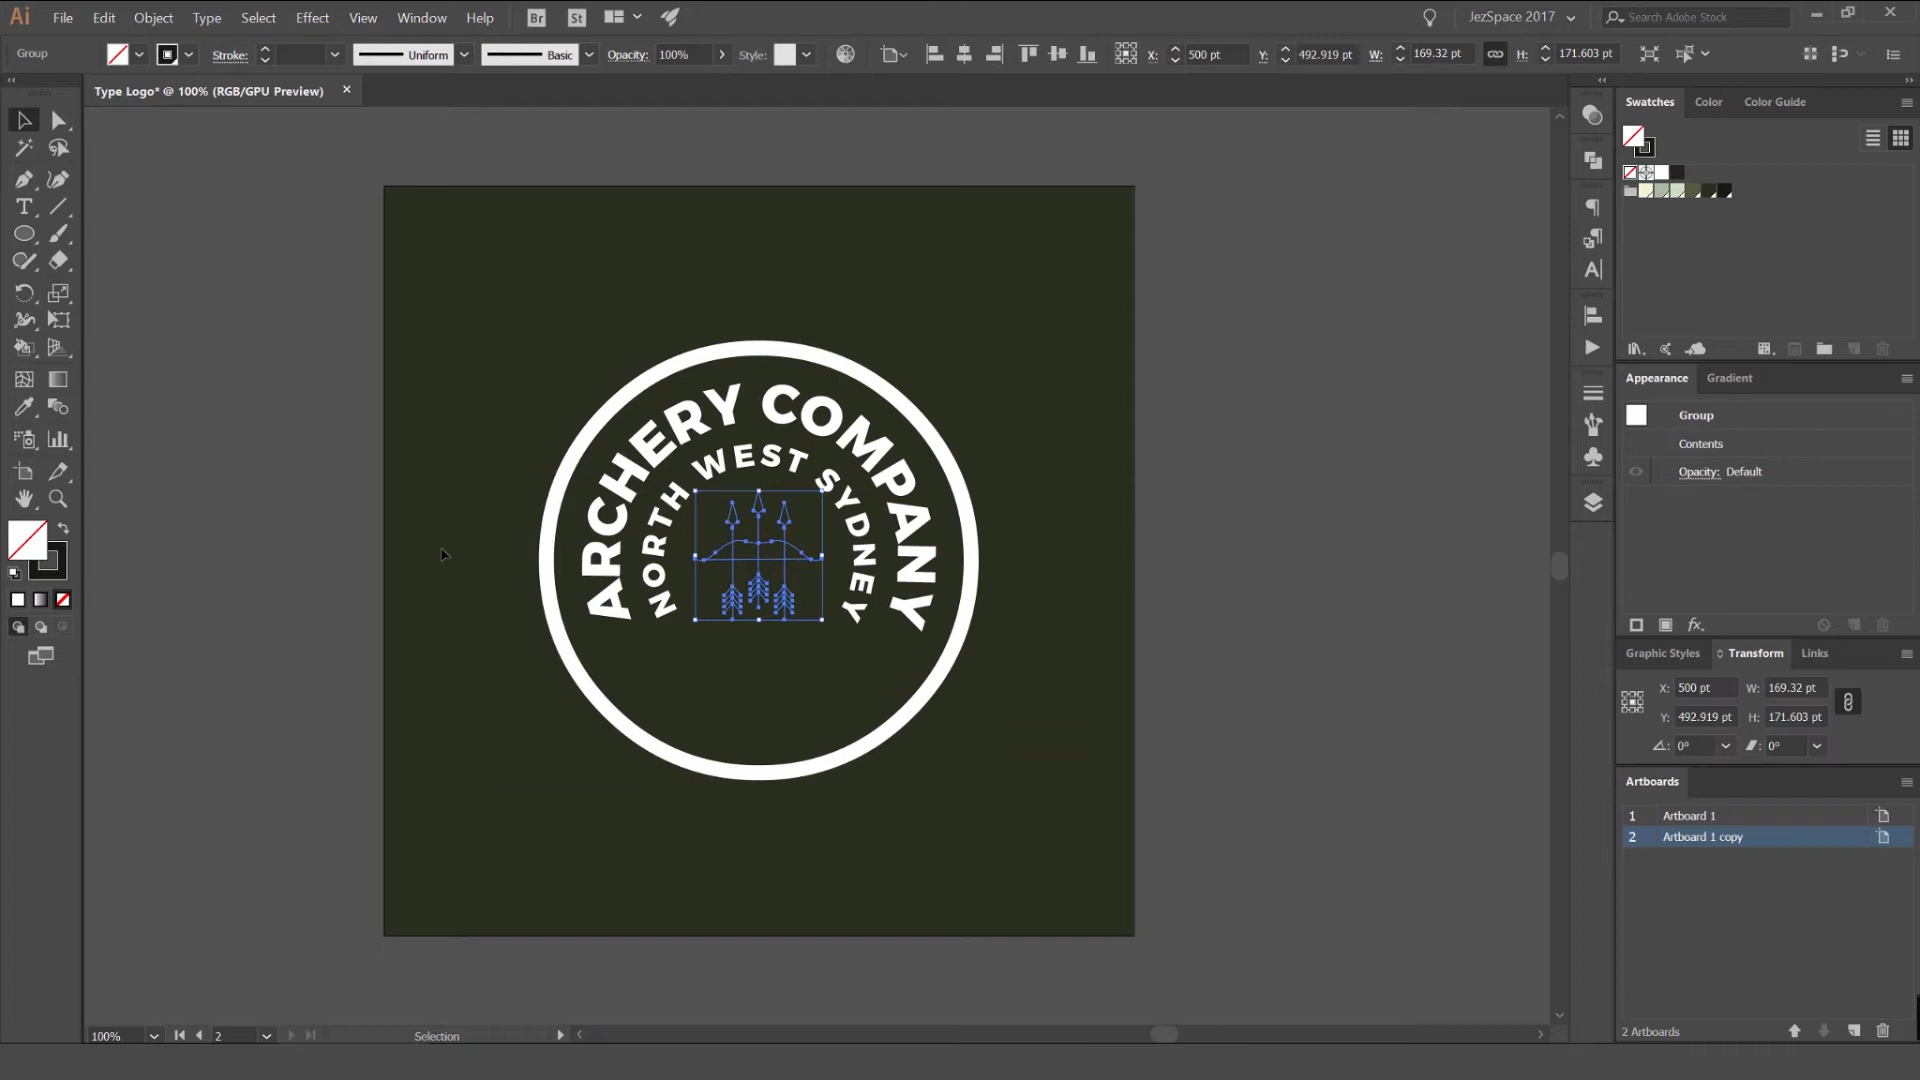 Ai File Edit Object Type Select Effect View Window Help Br St JezSpace 2017 Search Adobe Stock
Group Stroke: Uniform Basic Opacity: 100% Style: X: 500 pt Y: 492.919 pt W: 169.32 pt H: 171.603 pt
Type Logo* @ 100% (RGB/GPU Preview)
Swatches Color Color Guide
ARCHERY COMPANY
NORTH WEST SYDNEY
Appearance Gradient
Group
Contents
Opacity: Default
fx.
Graphic Styles Transform Links
X: 500 pt W: 169.32 pt
Y: 492.919 pt H: 171.603 pt
0° 0°
Artboards
1 Artboard 1
2 Artboard 1 copy
2 Artboards
100% 2 Selection